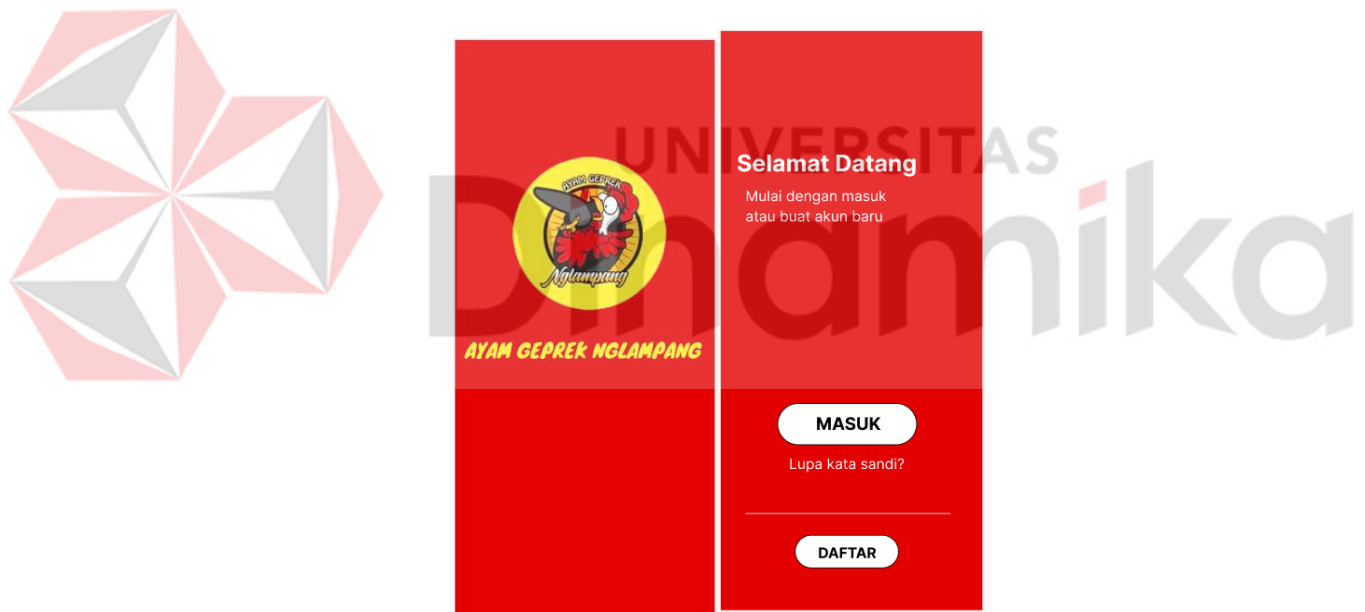 UNIVERSITAS
Dinamika
AYAM GEPREK
Nglampang
AYAM GEPREK NGLAMPANG
Selamat Datang
Mulai dengan masuk
atau buat akun baru
MASUK
Lupa kata sandi?
DAFTAR